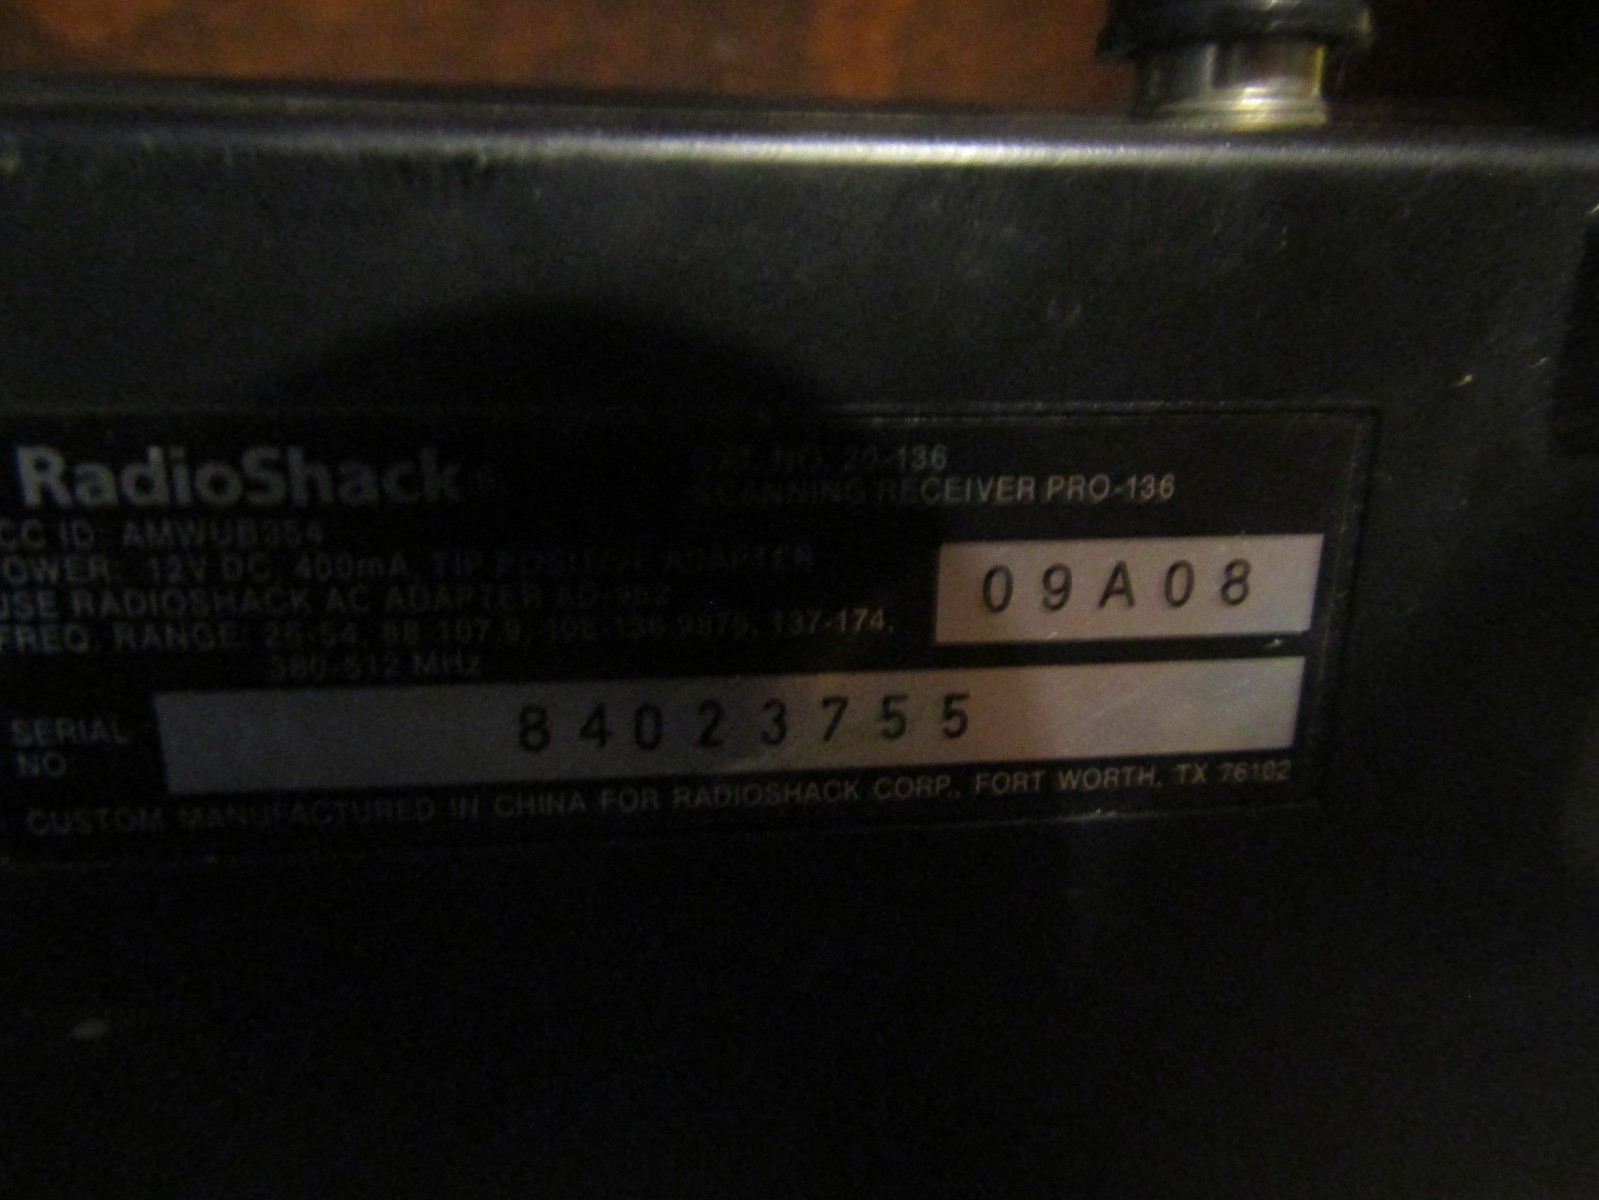 RadioShack
CAT. NO. 20-136
SCANNING RECEIVER PRO-136
CC ID: AMWUB354
OWER: 12V DC, 400mA, TIP POSITIVE ADAPTER
USE RADIOSHACK AC ADAPTER
09A08
FREQ. RANGE: 25-54, 88-107.9, 108-136.9875, 137-174,
380-512 MHz
SERIAL
NO.
84023755
CUSTOM MANUFACTURED IN CHINA FOR RADIOSHACK CORP., FORT WORTH, TX 76102